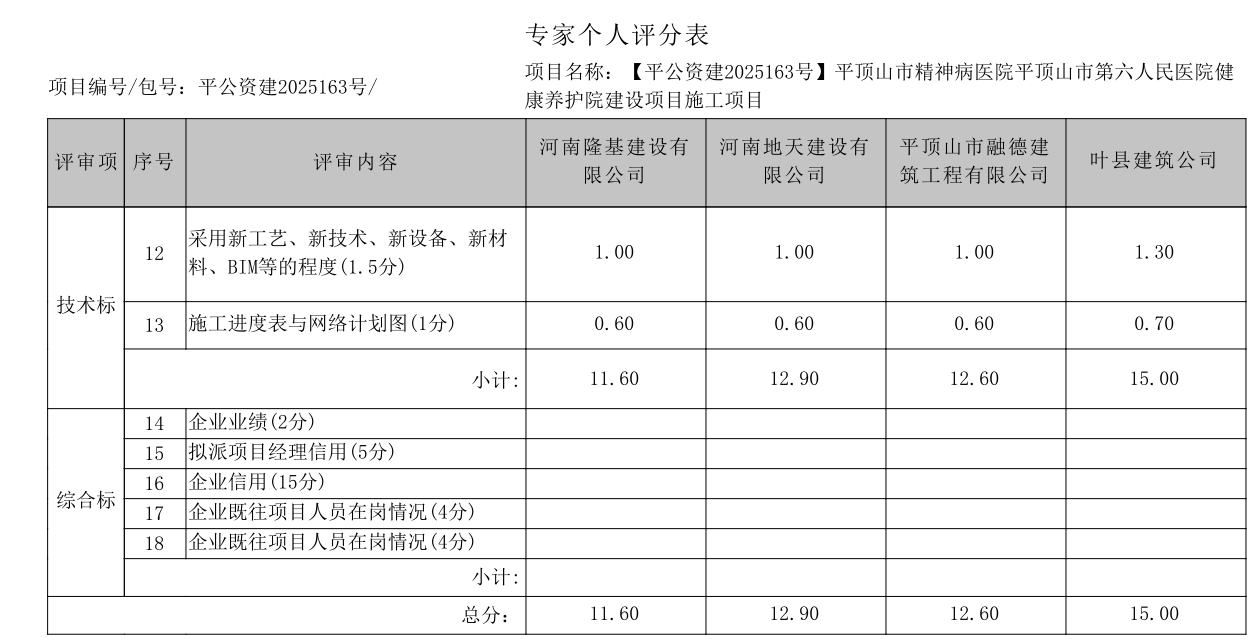 专家个人评分表
项目编号/包号：平公资建2025163号/
项目名称：【平公资建2025163号】平顶山市精神病医院平顶山市第六人民医院健
康养护院建设项目施工项目
评审项 序号 评审内容 河南隆基建设有限公司 河南地天建设有限公司 平顶山市融德建筑工程有限公司 叶县建筑公司
技术标
12 采用新工艺、新技术、新设备、新材料、BIM等的程度(1.5分) 1.00 1.00 1.00 1.30
13 施工进度表与网络计划图(1分) 0.60 0.60 0.60 0.70
小计: 11.60 12.90 12.60 15.00
综合标
14 企业业绩(2分)
15 拟派项目经理信用(5分)
16 企业信用(15分)
17 企业既往项目人员在岗情况(4分)
18 企业既往项目人员在岗情况(4分)
小计:
总分： 11.60 12.90 12.60 15.00